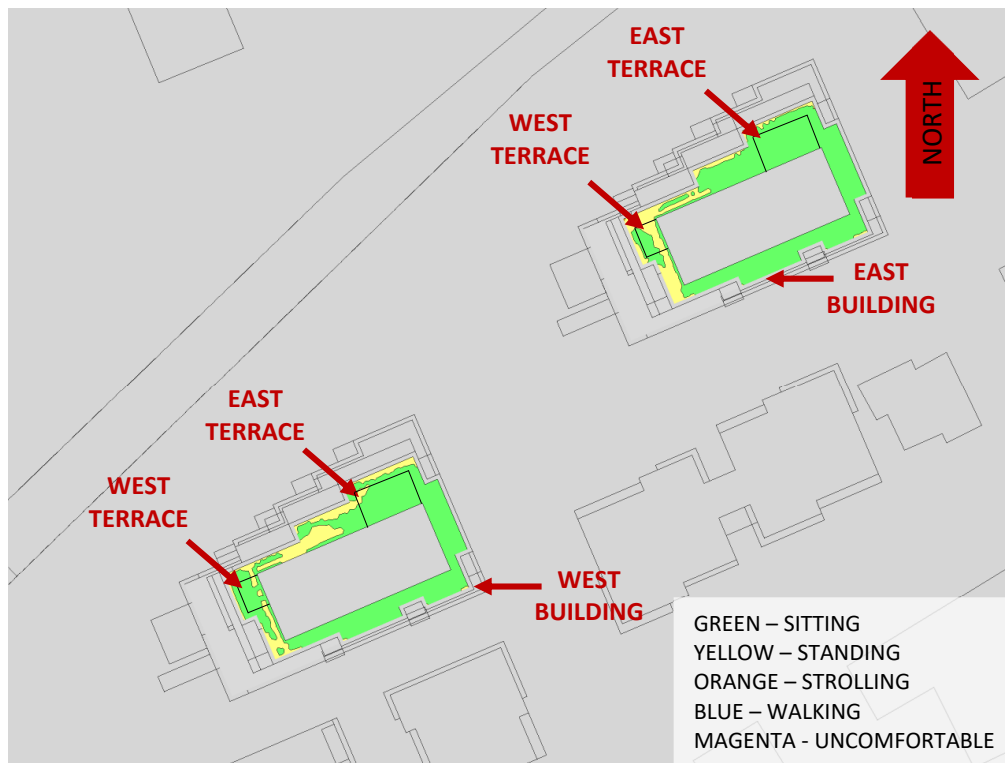 EAST
TERRACE
WEST
TERRACE
NORTH
EAST
BUILDING
EAST
TERRACE
WEST
TERRACE
WEST
BUILDING
GREEN – SITTING
YELLOW – STANDING
ORANGE – STROLLING
BLUE – WALKING
MAGENTA - UNCOMFORTABLE